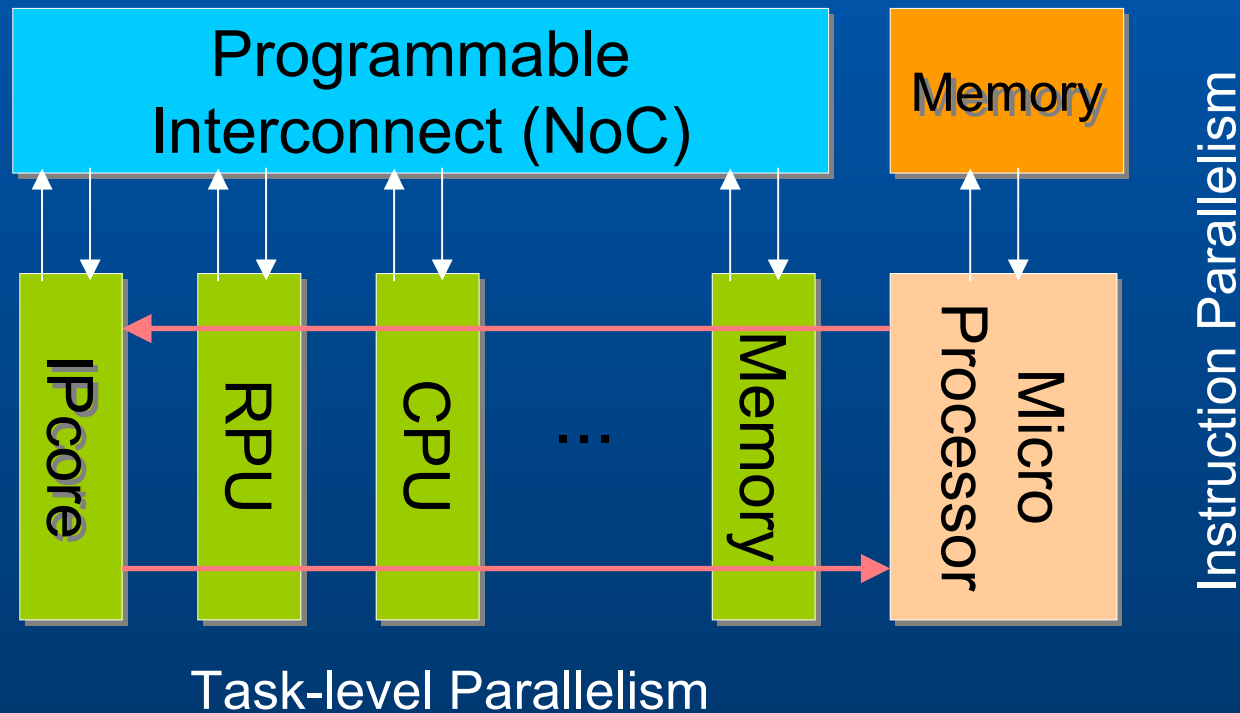 Programmable
Interconnect (NoC)
Memory
IPcore
RPU
CPU
...
Memory
Micro
Processor
Instruction Parallelism
Task-level Parallelism